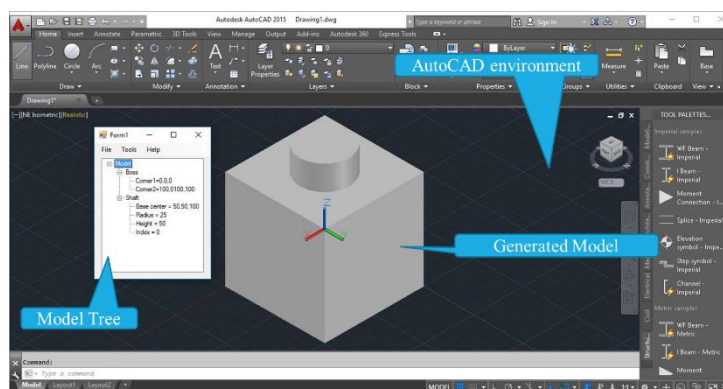 Autodesk AutoCAD 2015 Drawing1.dwg
Type a keyword or phrase
Sign In
Home Insert Annotate Parametric 3D Tools View Manage Output Add-ins Autodesk 360 Express Tools
ByLayer
Line Polyline Circle Arc
Text
Layer
Properties
Measure
Paste
Base
Draw
Modify
Annotation
Layers
Block
Properties
Groups
Utilities
Clipboard
View
AutoCAD environment
Drawing1*
[−][NE Isometric][Realistic]
TOOL PALETTES...
Form1
File Tools Help
Model
Boss
Corner1=0,0,0
Corner2=100,0100,100
Shaft
Base center = 50,50,100
Radius = 25
Height = 50
Index = 0
Model Tree
Z
Generated Model
WCS
Imperial samples
WF Beam -
Imperial
I Beam -
Imperial
Moment
Connection - I...
Splice - Imperial
Elevation
symbol - Impe...
Step symbol -
Imperial
Channel -
Imperial
Metric samples
WF Beam -
Metric
I Beam - Metric
Moment
Civil
Structu...
Command:
Type a command
Model Layout1 Layout2 +
MODEL
1:1